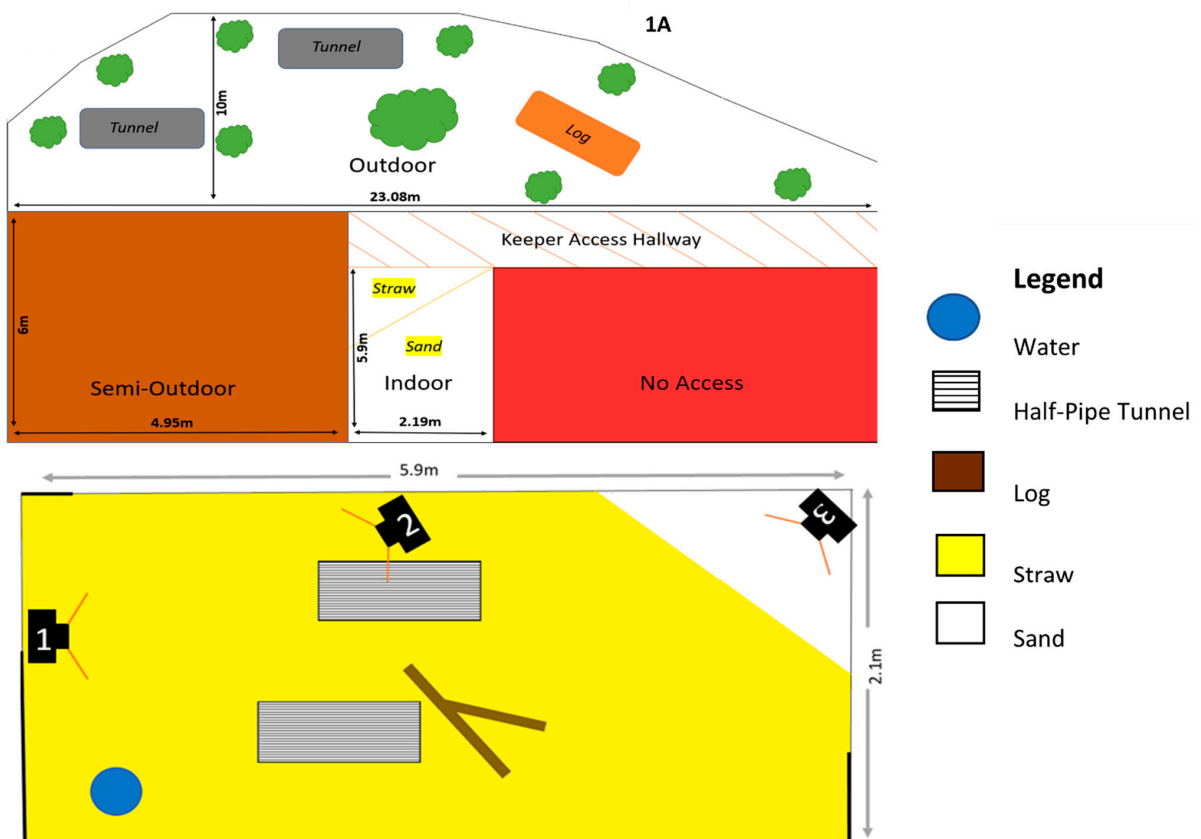 1A
Tunnel
Tunnel
10m
Log
Outdoor
23.08m
Keeper Access Hallway
Straw
Sand
6m
5.9m
Semi-Outdoor
Indoor
No Access
4.95m
2.19m
5.9m
1
2
3
2.1m
Legend
Water
Half-Pipe Tunnel
Log
Straw
Sand